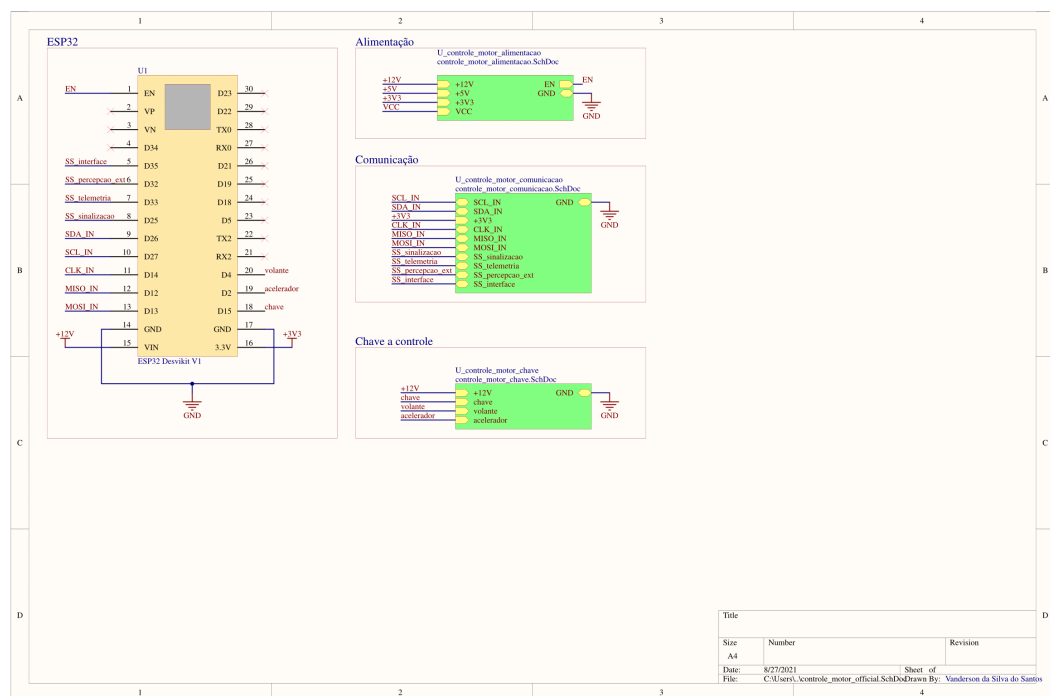 1 2 3 4
ESP32
U1
EN 1 EN D23 30
2 VP D22 29
3 VN TX0 28
4 D34 RX0 27
SS_interface 5 D35 D21 26
SS_percepcao_ext 6 D32 D19 25
SS_telemetria 7 D33 D18 24
SS_sinalizacao 8 D25 D5 23
SDA_IN 9 D26 TX2 22
SCL_IN 10 D27 RX2 21
CLK_IN 11 D14 D4 20 volante
MISO_IN 12 D12 D2 19 acelerador
MOSI_IN 13 D13 D15 18 chave
14 GND GND 17
+12V 15 VIN 3.3V 16 +3V3
ESP32 Desvikit V1
GND
Alimentação
U_controle_motor_alimentacao
controle_motor_alimentacao.SchDoc
+12V +12V EN EN
+5V +5V GND
+3V3 +3V3
VCC VCC
GND
Comunicação
U_controle_motor_comunicacao
controle_motor_comunicacao.SchDoc
SCL_IN SCL_IN GND
SDA_IN SDA_IN
+3V3 +3V3
CLK_IN CLK_IN
MISO_IN MISO_IN
MOSI_IN MOSI_IN
SS_sinalizacao SS_sinalizacao
SS_telemetria SS_telemetria
SS_percepcao_ext SS_percepcao_ext
SS_interface SS_interface
GND
Chave a controle
U_controle_motor_chave
controle_motor_chave.SchDoc
+12V +12V GND
chave chave
volante volante
acelerador acelerador
GND
A A
B B
C C
D D
Title
Size Number Revision
A4
Date: 8/27/2021 Sheet of
File: C:\Users\..\controle_motor_official.SchDoc Drawn By: Vanderson da Silva do Santos
1 2 3 4